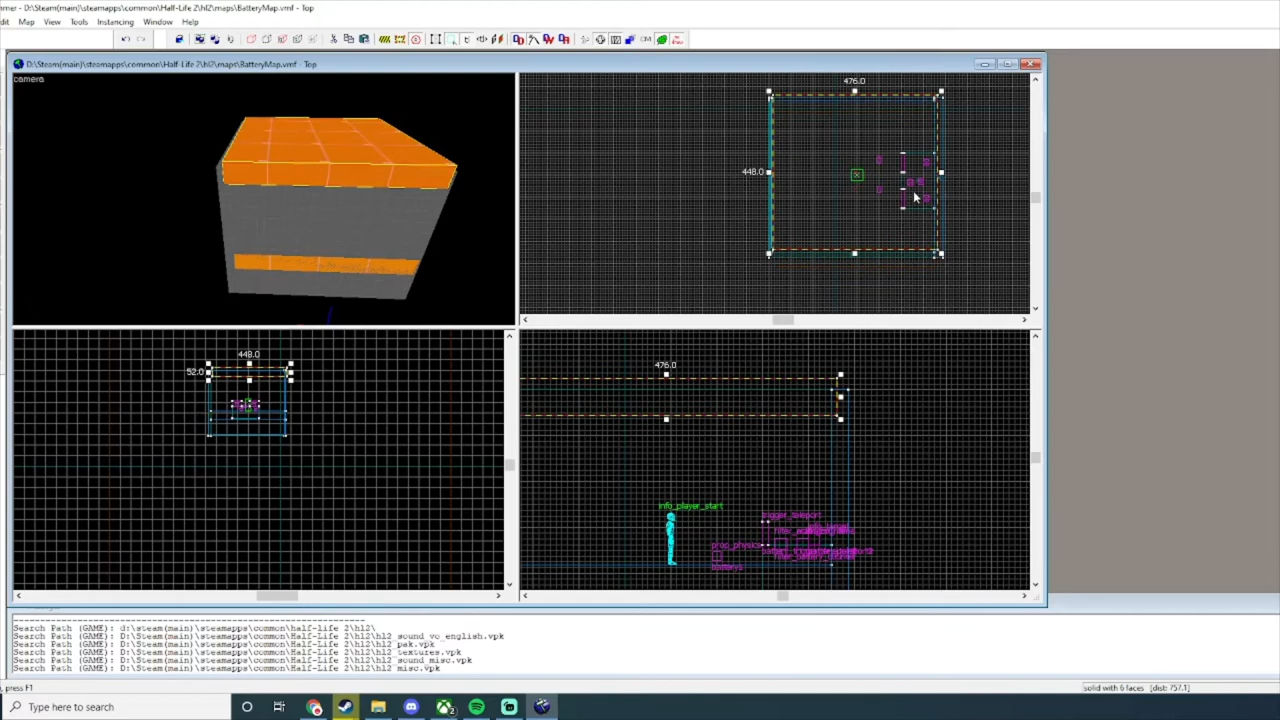 mmer - D:\Steam(main)\steamapps\common\Half-Life 2\hl2\maps\BatteryMap.vmf - Top
dit Map View Tools Instancing Window Help
D:\Steam(main)\steamapps\common\Half-Life 2\hl2\maps\BatteryMap.vmf - Top
camera
476.0
448.0
448.0
52.0
476.0
info_player_start
trigger_teleport
prop_physics
battery1
Search Path (GAME): d:\steam(main)\steamapps\common\Half-Life 2\hl2\
Search Path (GAME): D:\Steam(main)\steamapps\common\Half-Life 2\hl2\hl2_sound_vo_english.vpk
Search Path (GAME): D:\Steam(main)\steamapps\common\Half-Life 2\hl2\hl2_pak.vpk
Search Path (GAME): D:\Steam(main)\steamapps\common\Half-Life 2\hl2\hl2_textures.vpk
Search Path (GAME): D:\Steam(main)\steamapps\common\Half-Life 2\hl2\hl2_sound_misc.vpk
Search Path (GAME): D:\Steam(main)\steamapps\common\Half-Life 2\hl2\hl2_misc.vpk
, press F1
solid with 6 faces [dist: 757.1]
Type here to search